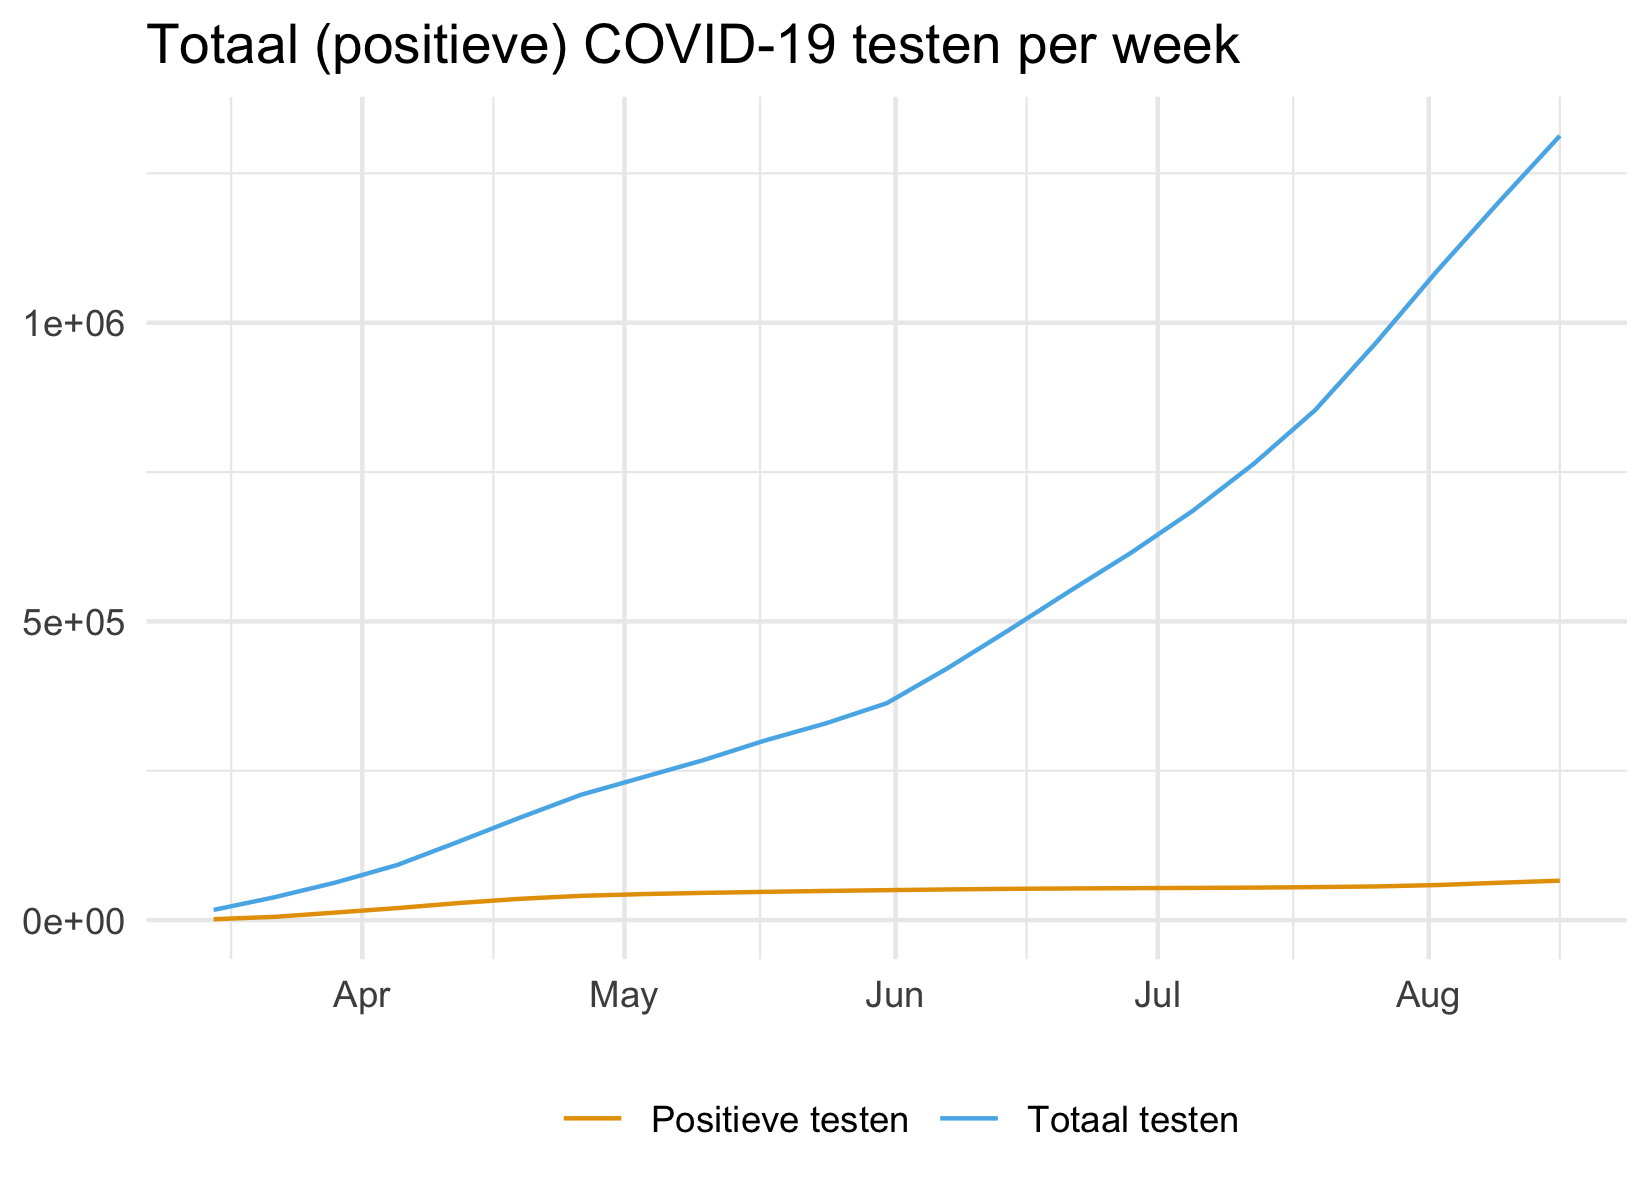 Totaal (positieve) COVID-19 testen per week
1e+06
5e+05
0e+00
Apr May Jun Jul Aug
Positieve testen Totaal testen